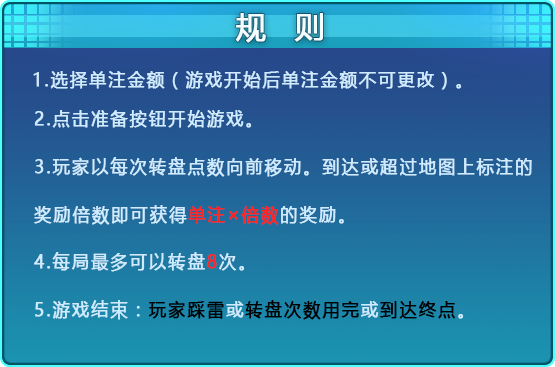 规 则
1.选择单注金额（游戏开始后单注金额不可更改）。
2.点击准备按钮开始游戏。
3.玩家以每次转盘点数向前移动。到达或超过地图上标注的
奖励倍数即可获得单注×倍数的奖励。
4.每局最多可以转盘8次。
5.游戏结束：玩家踩雷或转盘次数用完或到达终点。